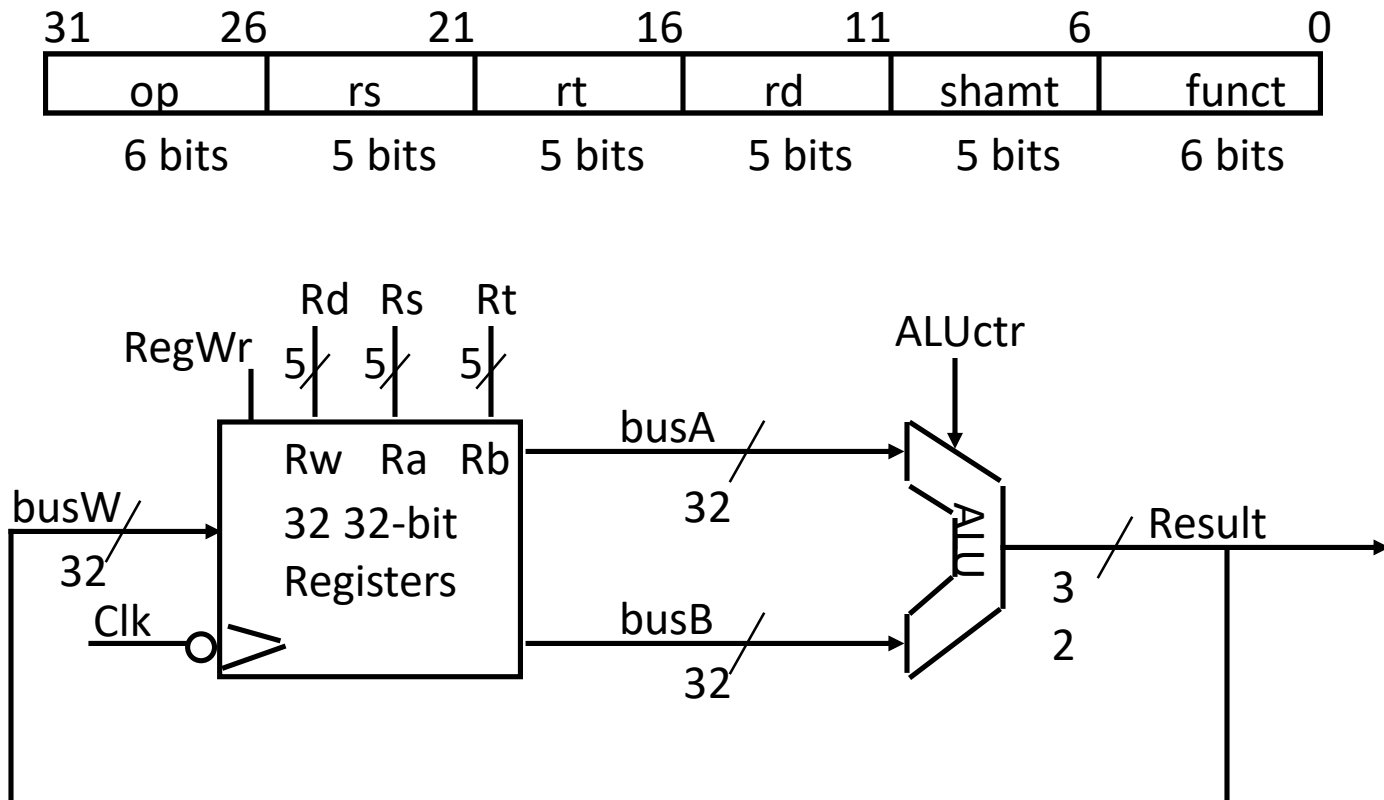 31 26 21 16 11 6 0
op rs rt rd shamt funct
6 bits 5 bits 5 bits 5 bits 5 bits 6 bits
Rd Rs Rt
RegWr 5 5 5
ALUctr
busA
Rw Ra Rb
busW 32
32 32-bit
ALU
Result
32
Registers
3
2
Clk
busB
32